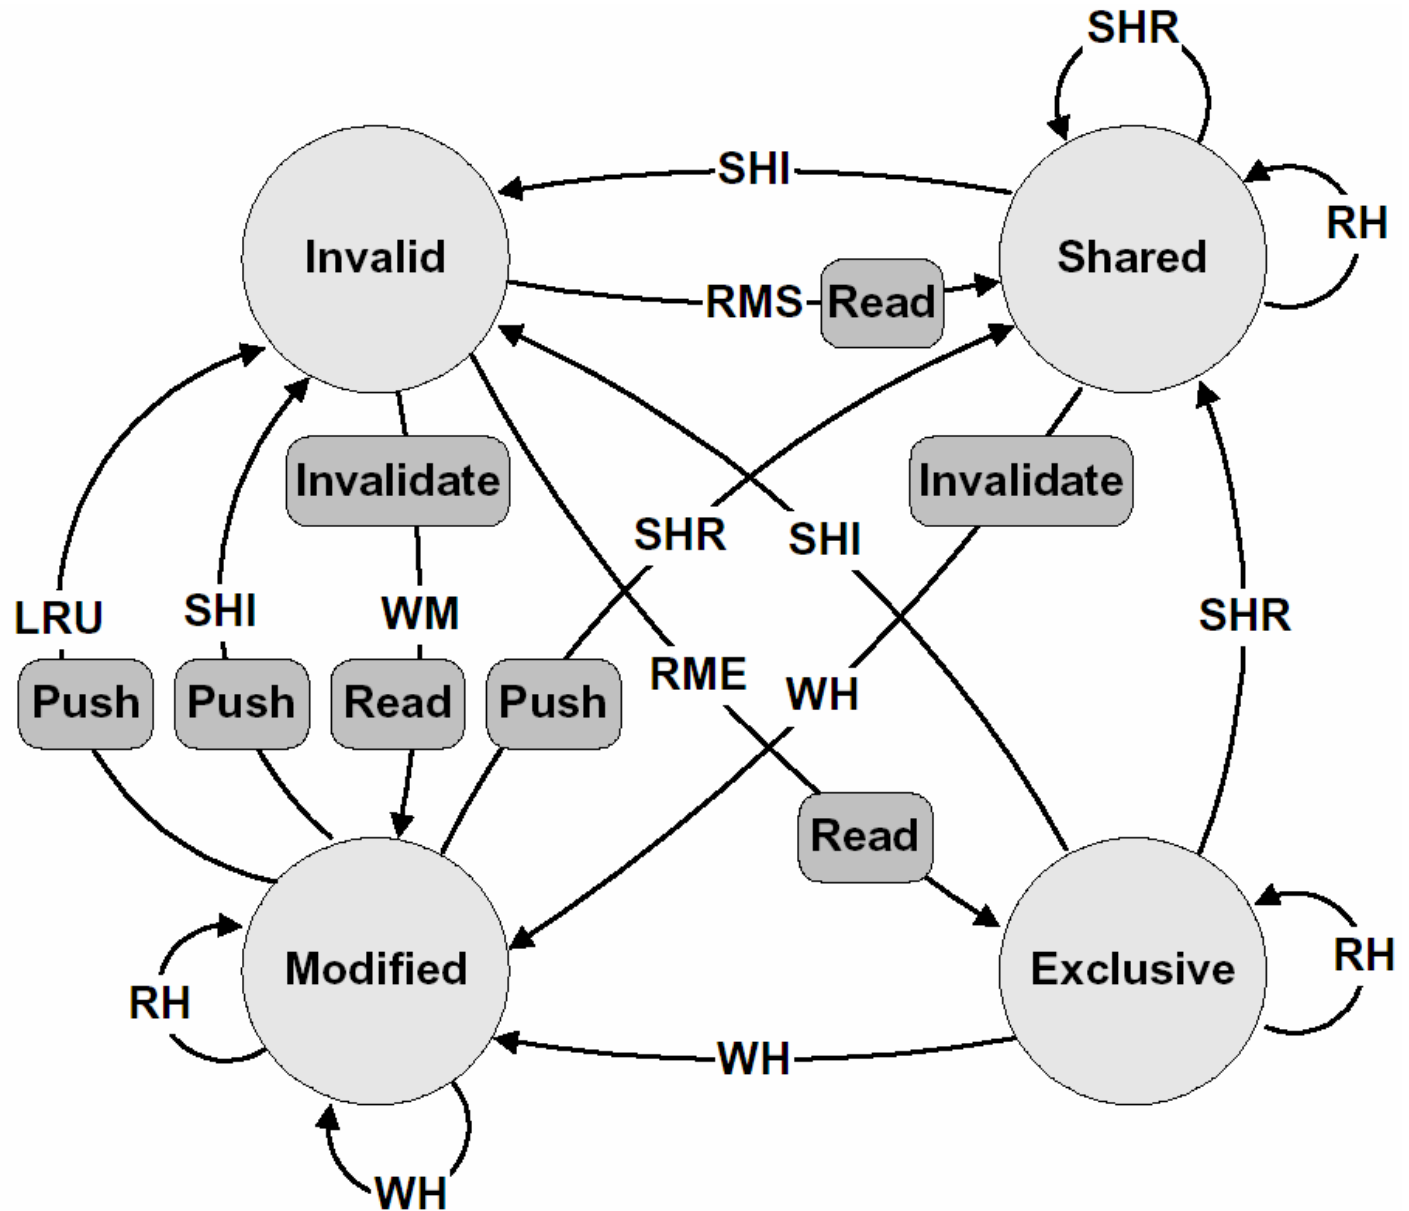 SHR
SHI
Invalid
Shared
RH
RMS
Read
Invalidate
Invalidate
SHR
SHI
LRU
SHI
WM
SHR
RME
WH
Push
Push
Read
Push
Read
Modified
Exclusive
RH
RH
WH
WH